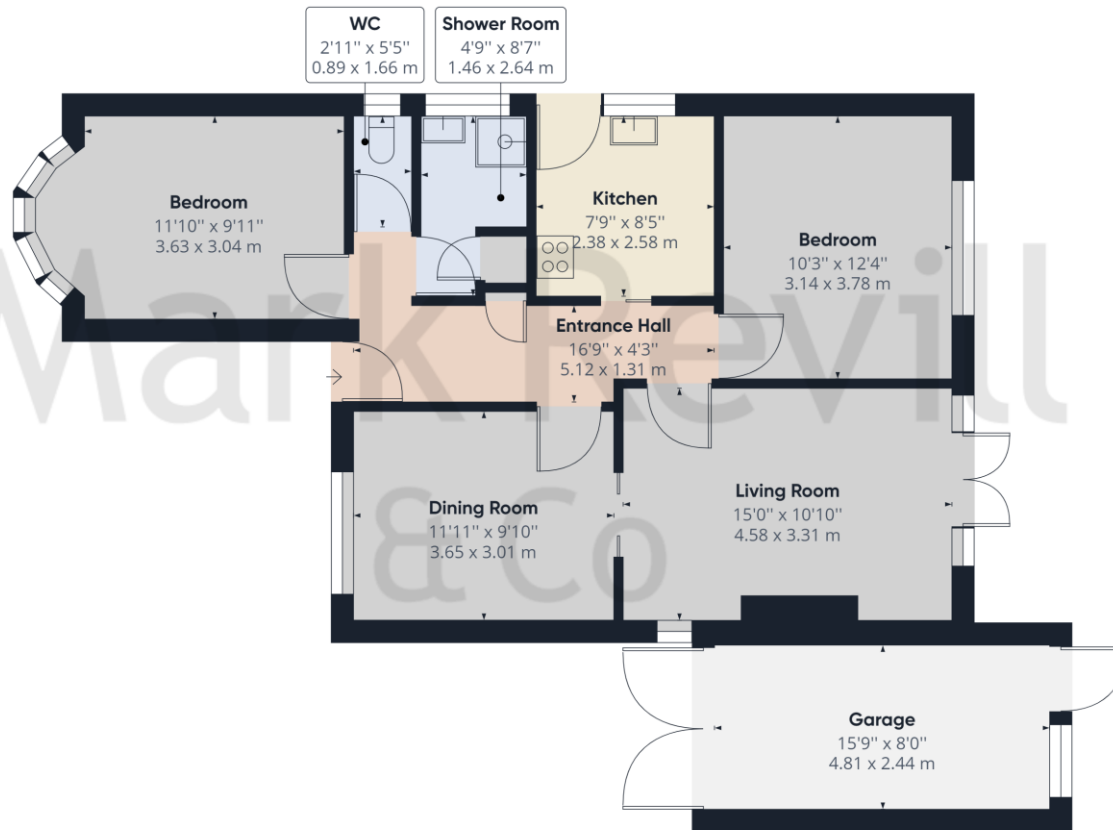 WC
2'11" x 5'5"
0.89 x 1.66 m
Shower Room
4'9" x 8'7"
1.46 x 2.64 m
Bedroom
11'10" x 9'11"
3.63 x 3.04 m
Kitchen
7'9" x 8'5"
2.38 x 2.58 m
Bedroom
10'3" x 12'4"
3.14 x 3.78 m
Entrance Hall
16'9" x 4'3"
5.12 x 1.31 m
Mark Revill
& Co
Dining Room
11'11" x 9'10"
3.65 x 3.01 m
Living Room
15'0" x 10'10"
4.58 x 3.31 m
Garage
15'9" x 8'0"
4.81 x 2.44 m